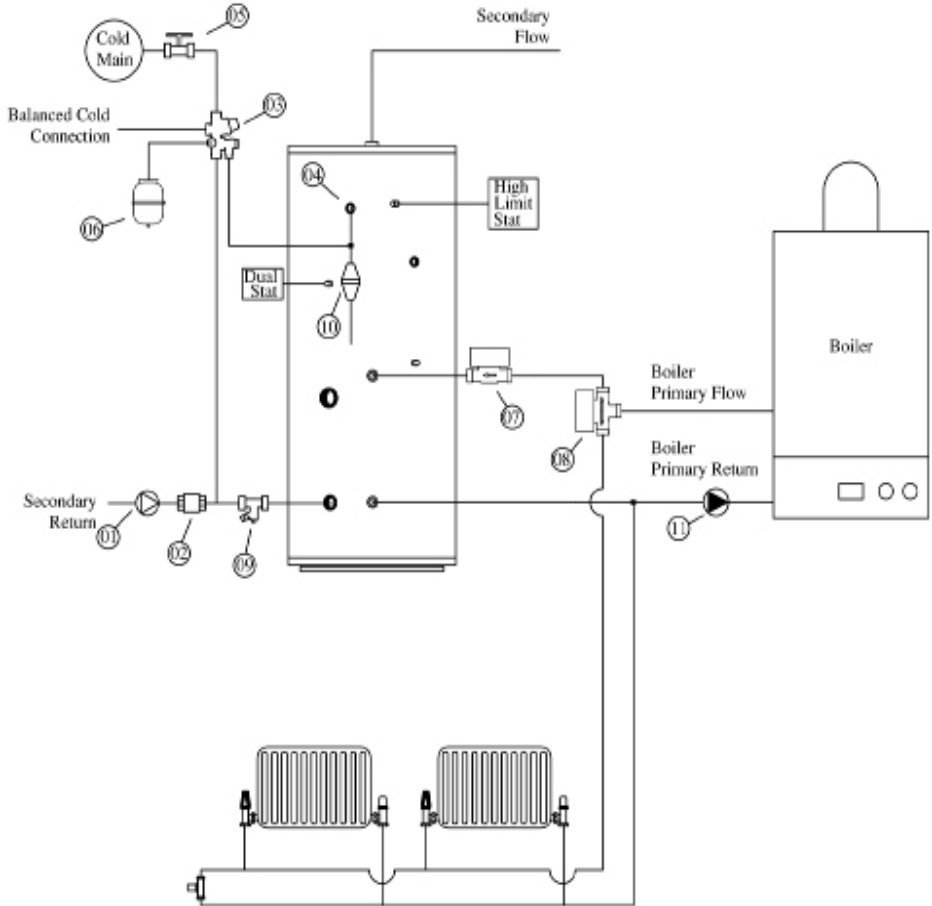 05
Secondary
Flow
Cold
Main
03
Balanced Cold
Connection
04
High
Limit
Stat
06
Dual
Stat
10
Boiler
Boiler
Primary Flow
07
08
Boiler
Primary Return
Secondary
Return
01
02
09
11